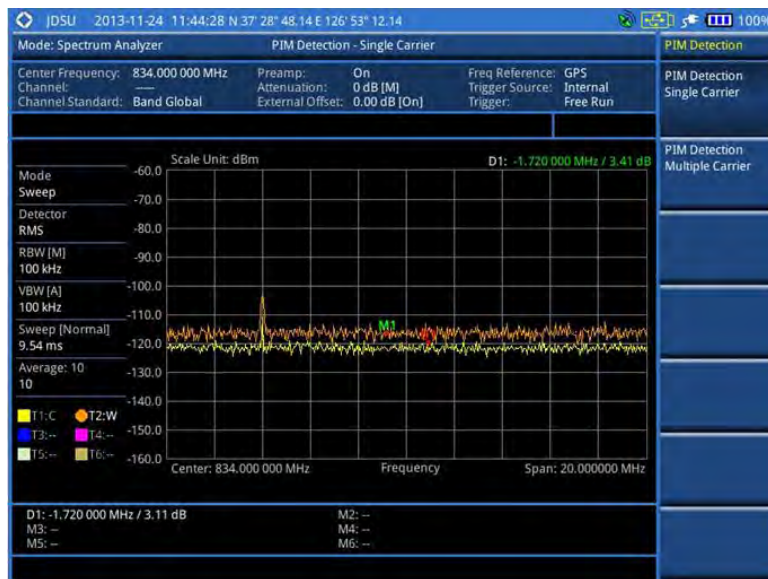 JDSU 2013-11-24 11:44:28 N 37' 28" 48.14 E 126' 53" 12.14 100%
Mode: Spectrum Analyzer PIM Detection - Single Carrier PIM Detection
Center Frequency: 834.000 000 MHz Preamp: On Freq Reference: GPS
Channel: ---- Attenuation: 0 dB [M] Trigger Source: Internal
Channel Standard: Band Global External Offset: 0.00 dB [On] Trigger: Free Run
PIM Detection
Single Carrier
PIM Detection
Multiple Carrier
Scale Unit: dBm D1: -1.720 000 MHz / 3.41 dB
Mode
Sweep
Detector
RMS
RBW [M]
100 kHz
VBW [A]
100 kHz
Sweep [Normal]
9.54 ms
Average: 10
10
T1:C T2:W
T3:-- T4:--
T5:-- T6:--
-60.0
-70.0
-80.0
-90.0
-100.0
-110.0
-120.0
-130.0
-140.0
-150.0
-160.0
M1
Center: 834.000 000 MHz Frequency Span: 20.000000 MHz
D1: -1.720 000 MHz / 3.11 dB M2: --
M3: -- M4: --
M5: -- M6: --